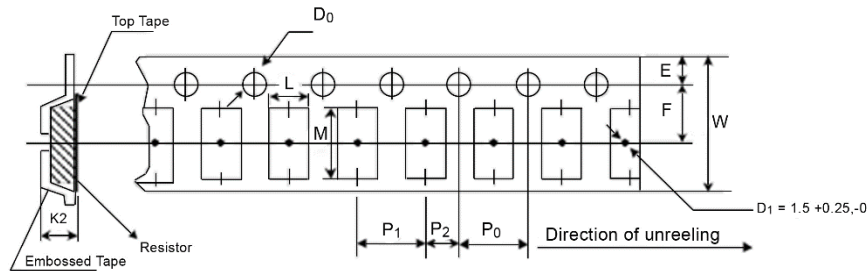 Top Tape
D0
L
E
F
W
M
K2
P1
P2
P0
D1 = 1.5 +0.25,-0
Resistor
Direction of unreeling
Embossed Tape